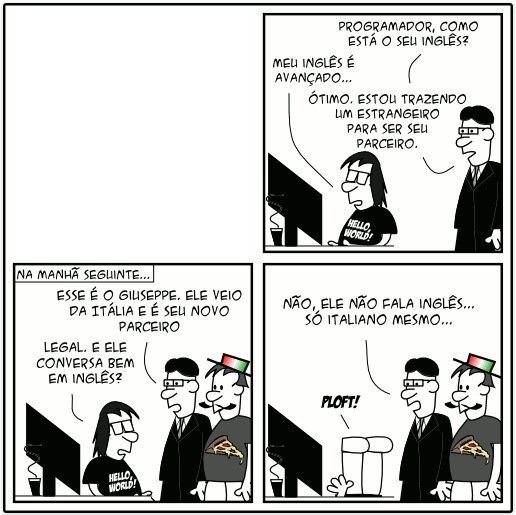 PROGRAMADOR, COMO
ESTÁ O SEU INGLÊS?
MEU INGLÊS É
AVANÇADO...
ÓTIMO. ESTOU TRAZENDO
UM ESTRANGEIRO
PARA SER SEU
PARCEIRO.
HELLO,
WORLD!
NA MANHÃ SEGUINTE...
ESSE É O GIUSEPPE. ELE VEIO
DA ITÁLIA E É SEU NOVO
PARCEIRO
LEGAL. E ELE
CONVERSA BEM
EM INGLÊS?
HELLO,
WORLD!
NÃO, ELE NÃO FALA INGLÊS...
SÓ ITALIANO MESMO...
PLOFT!